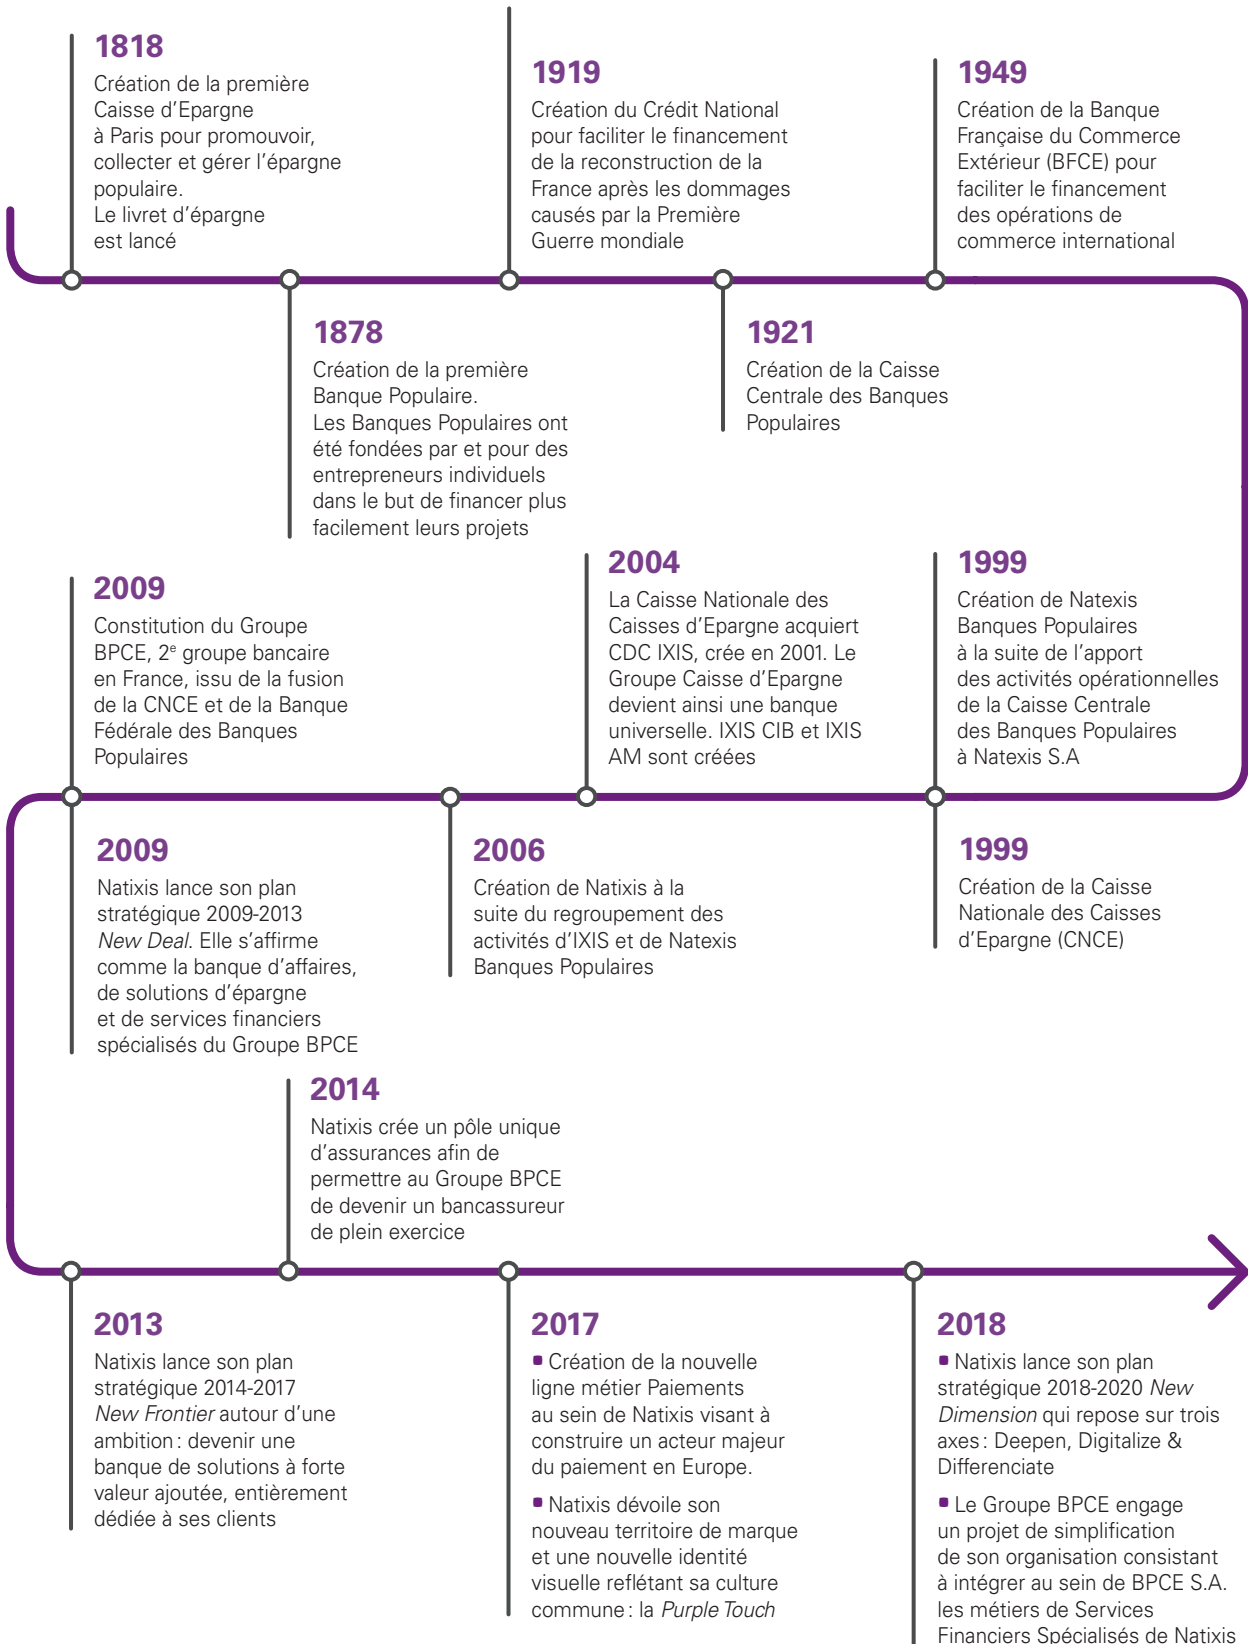 1818
Création de la première
Caisse d'Epargne
à Paris pour promouvoir,
collecter et gérer l'épargne
populaire.
Le livret d'épargne
est lancé
1878
Création de la première
Banque Populaire.
Les Banques Populaires ont
été fondées par et pour des
entrepreneurs individuels
dans le but de financer plus
facilement leurs projets
1919
Création du Crédit National
pour faciliter le financement
de la reconstruction de la
France après les dommages
causés par la Première
Guerre mondiale
1921
Création de la Caisse
Centrale des Banques
Populaires
1949
Création de la Banque
Française du Commerce
Extérieur (BFCE) pour
faciliter le financement
des opérations de
commerce international
1999
Création de Natexis
Banques Populaires
à la suite de l'apport
des activités opérationnelles
de la Caisse Centrale
des Banques Populaires
à Natexis S.A
1999
Création de la Caisse
Nationale des Caisses
d'Epargne (CNCE)
2004
La Caisse Nationale des
Caisses d'Epargne acquiert
CDC IXIS, crée en 2001. Le
Groupe Caisse d'Epargne
devient ainsi une banque
universelle. IXIS CIB et IXIS
AM sont créées
2006
Création de Natixis à la
suite du regroupement des
activités d'IXIS et de Natexis
Banques Populaires
2009
Constitution du Groupe
BPCE, 2e groupe bancaire
en France, issu de la fusion
de la CNCE et de la Banque
Fédérale des Banques
Populaires
2009
Natixis lance son plan
stratégique 2009-2013
New Deal. Elle s'affirme
comme la banque d'affaires,
de solutions d'épargne
et de services financiers
spécialisés du Groupe BPCE
2013
Natixis lance son plan
stratégique 2014-2017
New Frontier autour d'une
ambition : devenir une
banque de solutions à forte
valeur ajoutée, entièrement
dédiée à ses clients
2014
Natixis crée un pôle unique
d'assurances afin de
permettre au Groupe BPCE
de devenir un bancassureur
de plein exercice
2017
▪ Création de la nouvelle
ligne métier Paiements
au sein de Natixis visant à
construire un acteur majeur
du paiement en Europe.
▪ Natixis dévoile son
nouveau territoire de marque
et une nouvelle identité
visuelle reflétant sa culture
commune : la Purple Touch
2018
▪ Natixis lance son plan
stratégique 2018-2020 New
Dimension qui repose sur trois
axes : Deepen, Digitalize &
Differenciate
▪ Le Groupe BPCE engage
un projet de simplification
de son organisation consistant
à intégrer au sein de BPCE S.A.
les métiers de Services
Financiers Spécialisés de Natixis